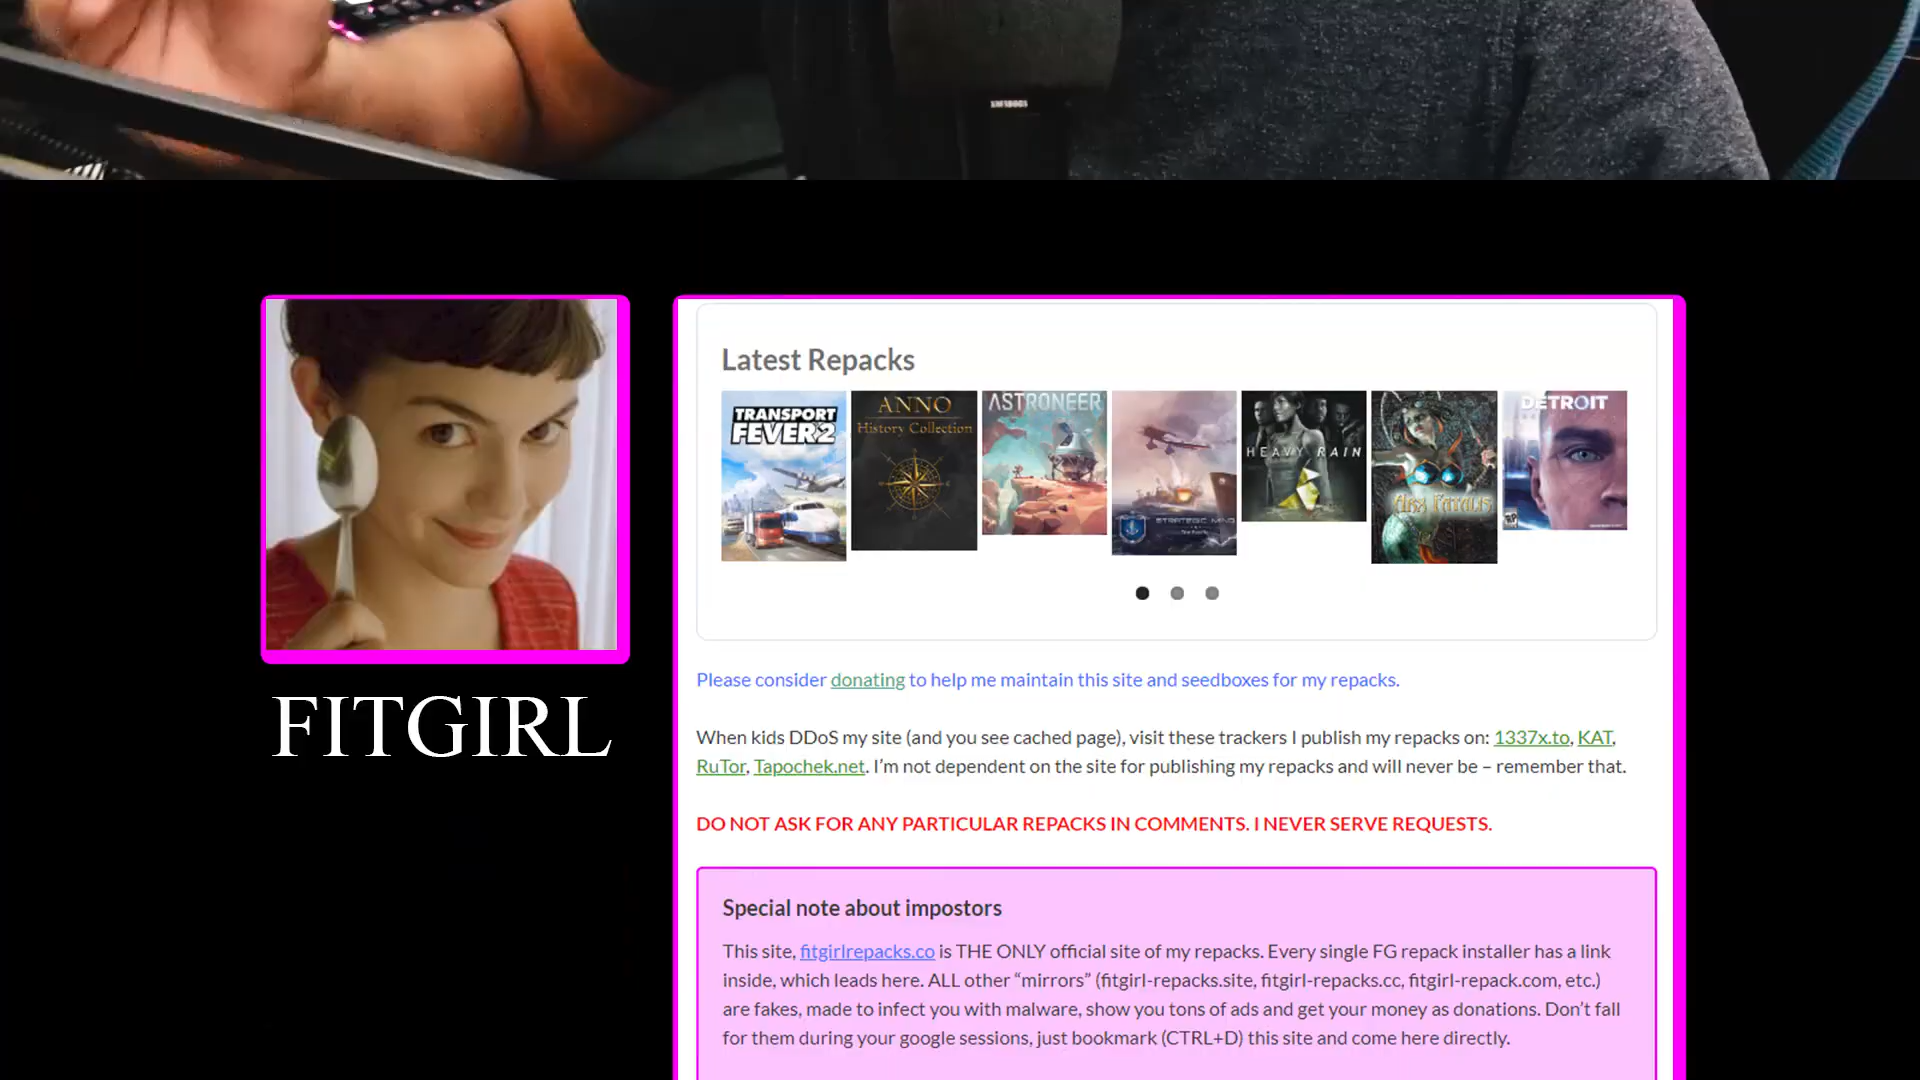 Latest Repacks
TRANSPORT
FEVER 2
ANNO
History Collection
ASTRONEER
STRATEGIC MIND
HEAVY RAIN
ARX FATALIS
DETROIT
Please consider donating to help me maintain this site and seedboxes for my repacks.
When kids DDoS my site (and you see cached page), visit these trackers I publish my repacks on: 1337x.to, KAT,
RuTor, Tapochek.net. I'm not dependent on the site for publishing my repacks and will never be – remember that.
FITGIRL
DO NOT ASK FOR ANY PARTICULAR REPACKS IN COMMENTS. I NEVER SERVE REQUESTS.
Special note about impostors
This site, fitgirlrepacks.co is THE ONLY official site of my repacks. Every single FG repack installer has a link
inside, which leads here. ALL other “mirrors” (fitgirl-repacks.site, fitgirl-repacks.cc, fitgirl-repack.com, etc.)
are fakes, made to infect you with malware, show you tons of ads and get your money as donations. Don’t fall
for them during your google sessions, just bookmark (CTRL+D) this site and come here directly.